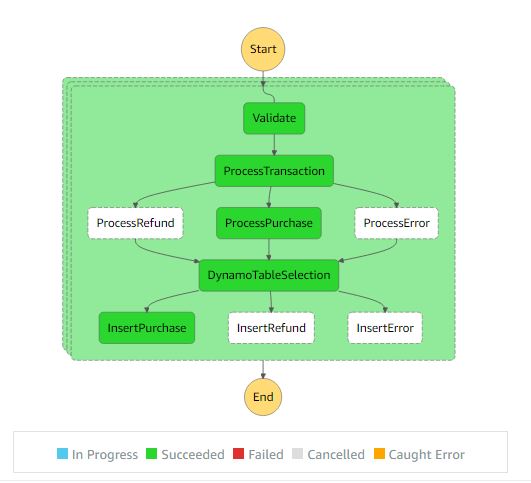 Start
Validate
ProcessTransaction
ProcessRefund
ProcessPurchase
ProcessError
DynamoTableSelection
InsertPurchase
InsertRefund
InsertError
End
In Progress Succeeded Failed Cancelled Caught Error